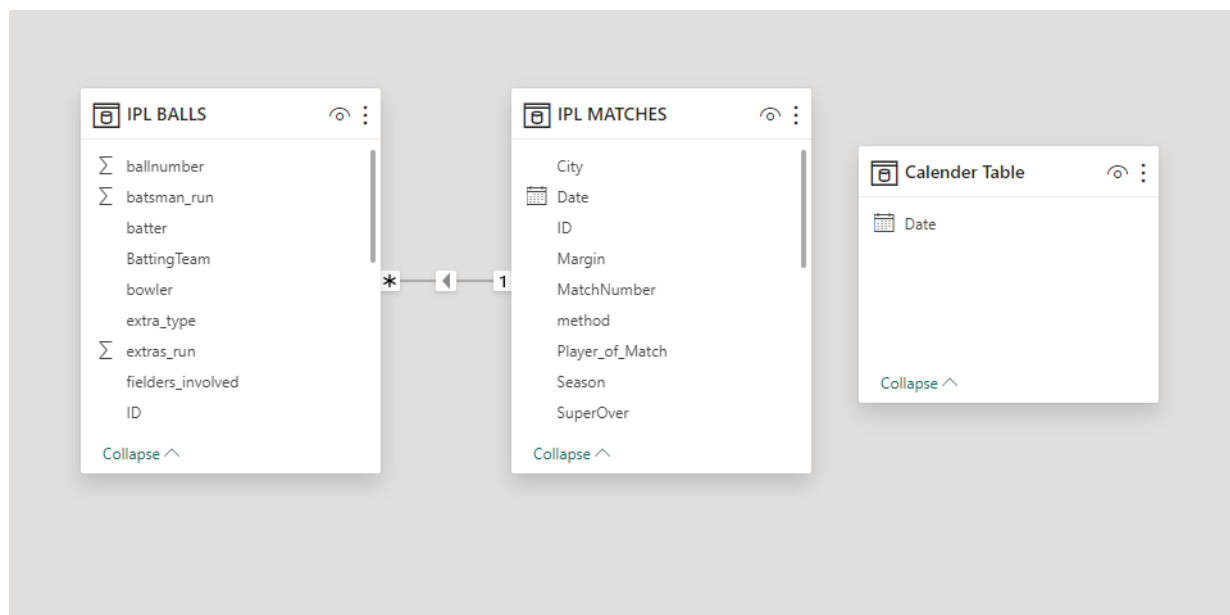 IPL BALLS
ballnumber
batsman_run
batter
BattingTeam
bowler
extra_type
extras_run
fielders_involved
ID
Collapse
* 1
IPL MATCHES
City
Date
ID
Margin
MatchNumber
method
Player_of_Match
Season
SuperOver
Collapse
Calender Table
Date
Collapse